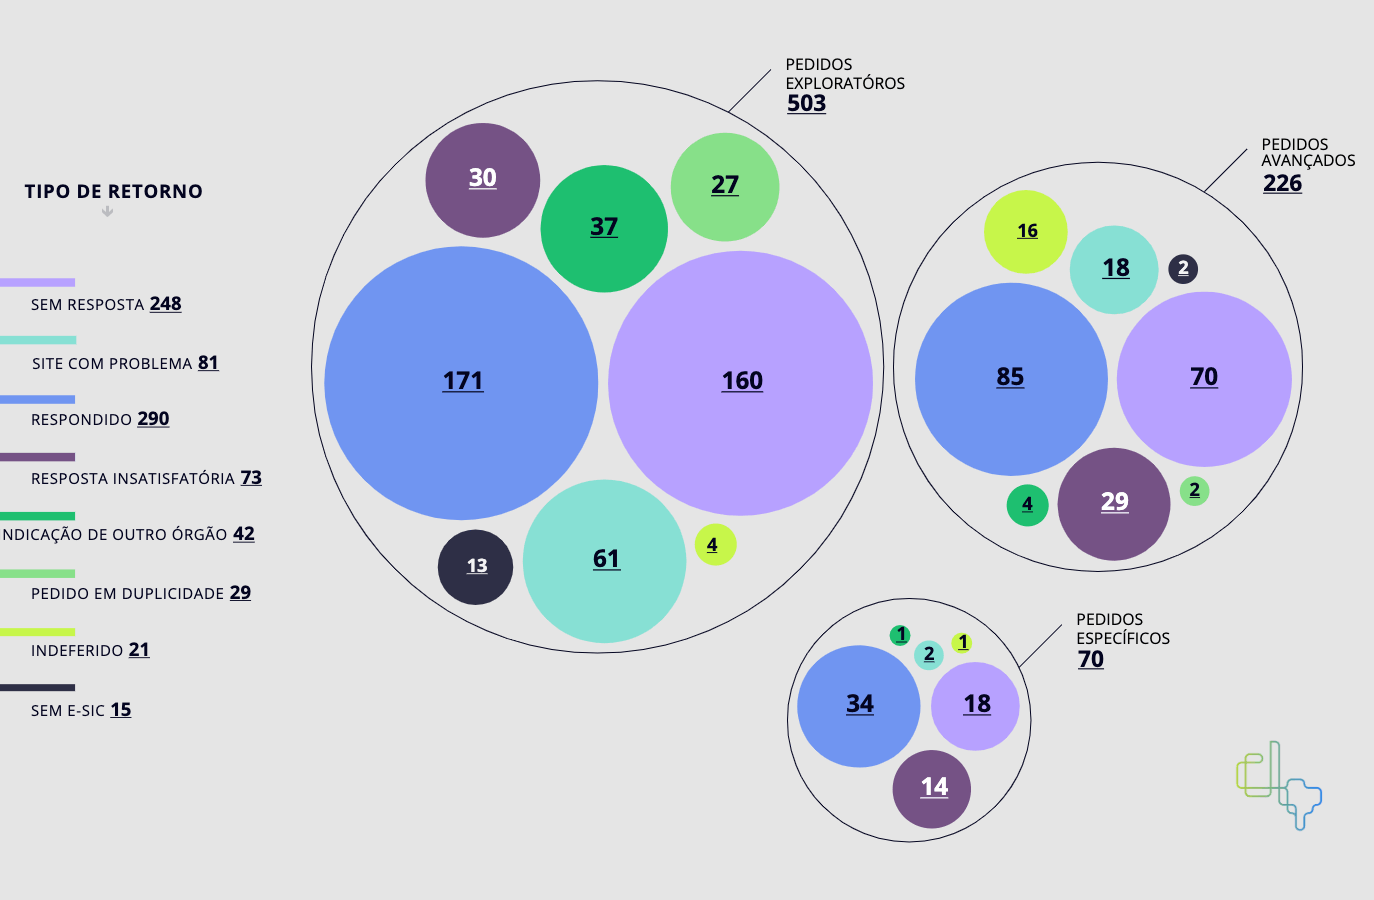 TIPO DE RETORNO
SEM RESPOSTA 248
SITE COM PROBLEMA 81
RESPONDIDO 290
RESPOSTA INSATISFATÓRIA 73
NDICAÇÃO DE OUTRO ÓRGÃO 42
PEDIDO EM DUPLICIDADE 29
INDEFERIDO 21
SEM E-SIC 15
PEDIDOS
EXPLORATÓROS
503
30
37
27
171
160
13
61
4
PEDIDOS
AVANÇADOS
226
16
18
2
85
70
4
29
2
PEDIDOS
ESPECÍFICOS
70
1
2
1
34
18
14